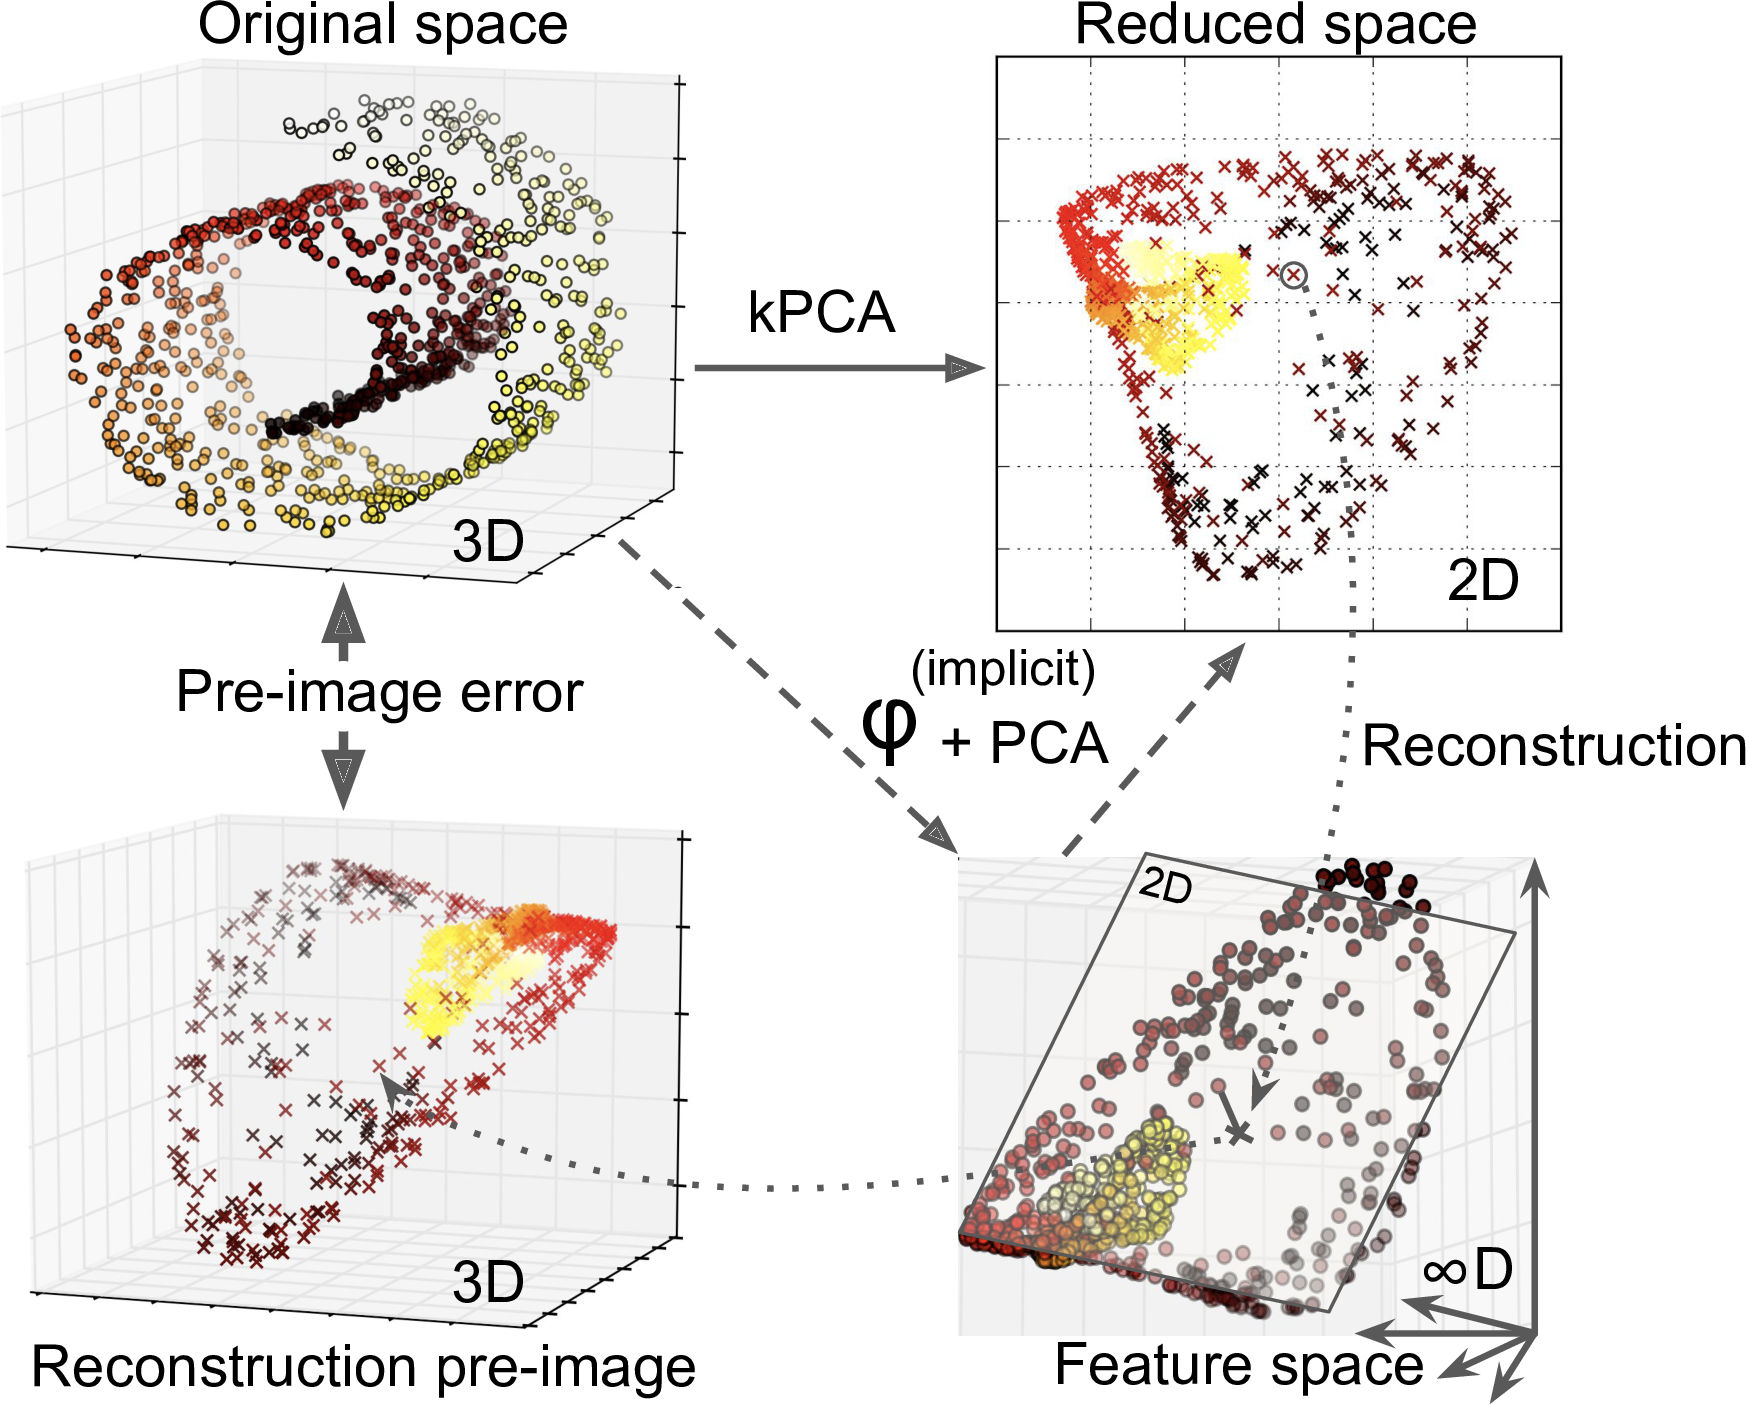 Original space
Reduced space
kPCA
3D
2D
(implicit)
φ + PCA
Pre-image error
Reconstruction
2D
3D
∞D
Reconstruction pre-image
Feature space